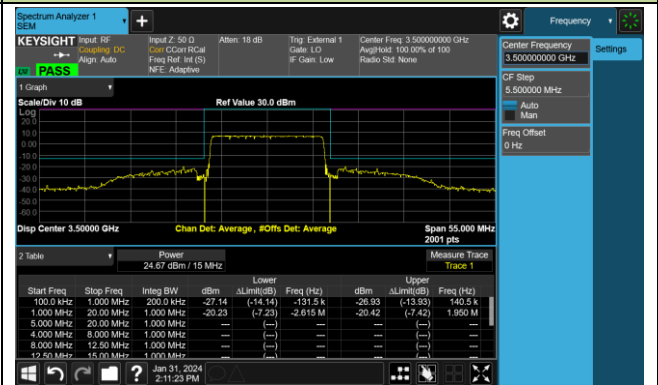 Spectrum Analyzer 1
SEM
Frequency
KEYSIGHT
Input: RF
Coupling: DC
Align: Auto
Input Z: 50 Ω
Corr CCorr RCal
Freq Ref: Int (S)
NFE: Adaptive
Atten: 18 dB
Trig: External 1
Gate: LO
IF Gain: Low
Center Freq: 3.500000000 GHz
Avg|Hold: 100.00% of 100
Radio Std: None
PASS
Center Frequency
3.500000000 GHz
Settings
CF Step
5.500000 MHz
Auto
Man
Freq Offset
0 Hz
1 Graph
Scale/Div 10 dB
Ref Value 30.0 dBm
Log
20.0
10.0
0.00
-10.0
-20.0
-30.0
-40.0
-50.0
-60.0
Disp Center 3.50000 GHz
Chan Det: Average, #Offs Det: Average
Span 55.000 MHz
2001 pts
2 Table
Power
24.67 dBm / 15 MHz
Measure Trace
Trace 1
Lower Upper
Start Freq Stop Freq Integ BW dBm ΔLimit(dB) Freq (Hz) dBm ΔLimit(dB) Freq (Hz)
100.0 kHz 1.000 MHz 200.0 kHz -27.14 (-14.14) -131.5 k -26.93 (-13.93) 140.5 k
1.000 MHz 20.00 MHz 1.000 MHz -20.23 (-7.23) -2.615 M -20.42 (-7.42) 1.950 M
5.000 MHz 20.00 MHz 1.000 MHz --- (---) --- --- (---) ---
4.000 MHz 8.000 MHz 1.000 MHz --- (---) --- --- (---) ---
8.000 MHz 12.50 MHz 1.000 MHz --- (---) --- --- (---) ---
12.50 MHz 15.00 MHz 1.000 MHz --- (---) --- --- (---) ---
Jan 31, 2024
2:11:23 PM